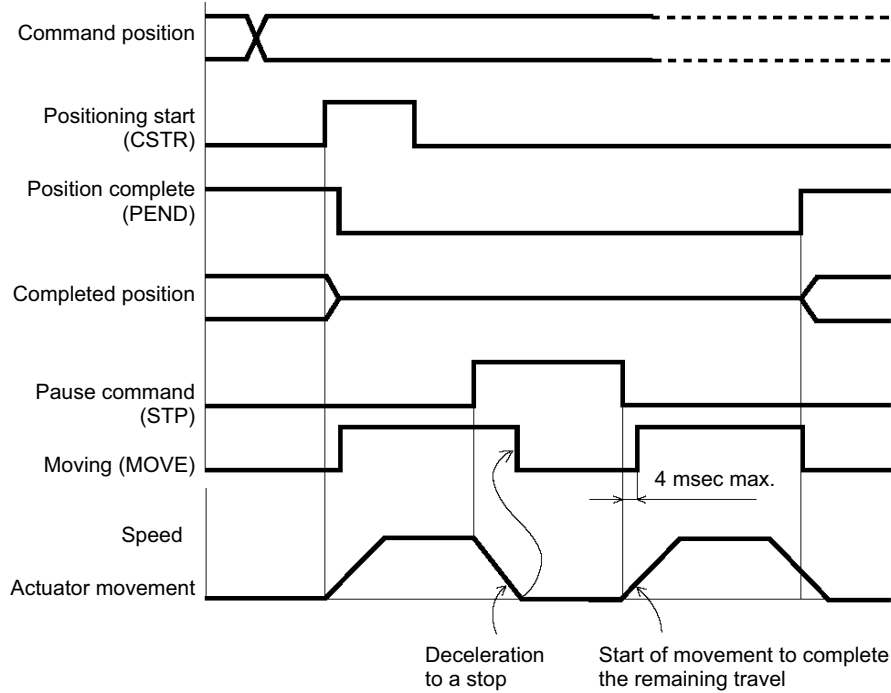 Command position
Positioning start
(CSTR)
Position complete
(PEND)
Completed position
Pause command
(STP)
Moving (MOVE)
4 msec max.
Speed
Actuator movement
Deceleration
to a stop
Start of movement to complete
the remaining travel